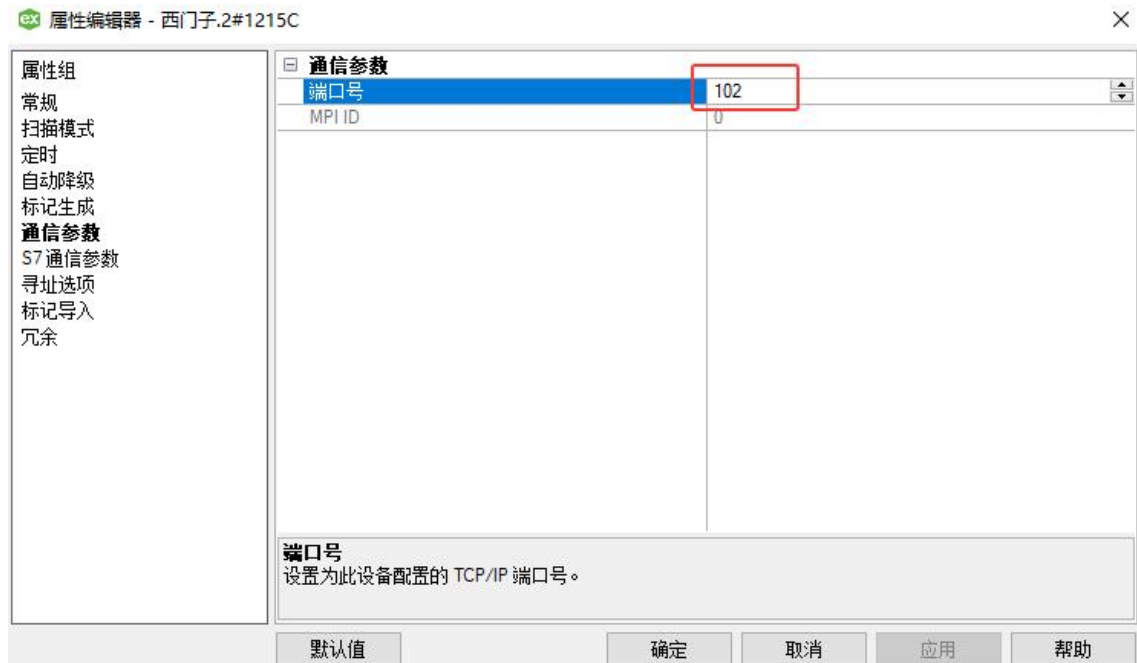 ex 属性编辑器 - 西门子.2#1215C
属性组
常规
扫描模式
定时
自动降级
标记生成
通信参数
S7通信参数
寻址选项
标记导入
冗余
通信参数
端口号 102
MPI ID 0
端口号
设置为此设备配置的 TCP/IP 端口号。
默认值 确定 取消 应用 帮助